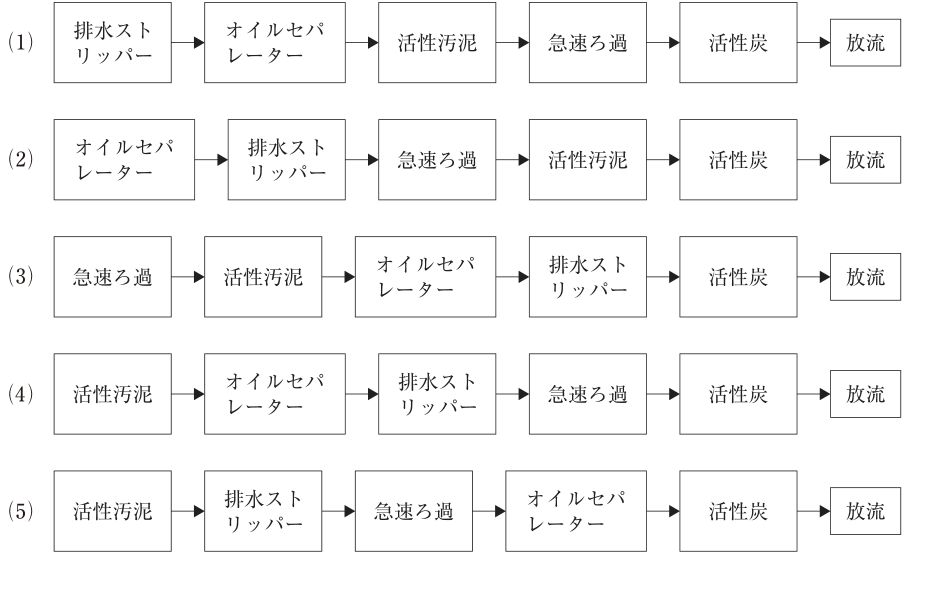 (1) 排水スト オイルセパ 活性汚泥 急速ろ過 活性炭 放流
リッパー レーター
(2) オイルセパ 排水スト 急速ろ過 活性汚泥 活性炭 放流
レーター リッパー
(3) 急速ろ過 活性汚泥 オイルセパ 排水スト 活性炭 放流
レーター リッパー
(4) 活性汚泥 オイルセパ 排水スト 急速ろ過 活性炭 放流
レーター リッパー
(5) 活性汚泥 排水スト 急速ろ過 オイルセパ 活性炭 放流
リッパー レーター